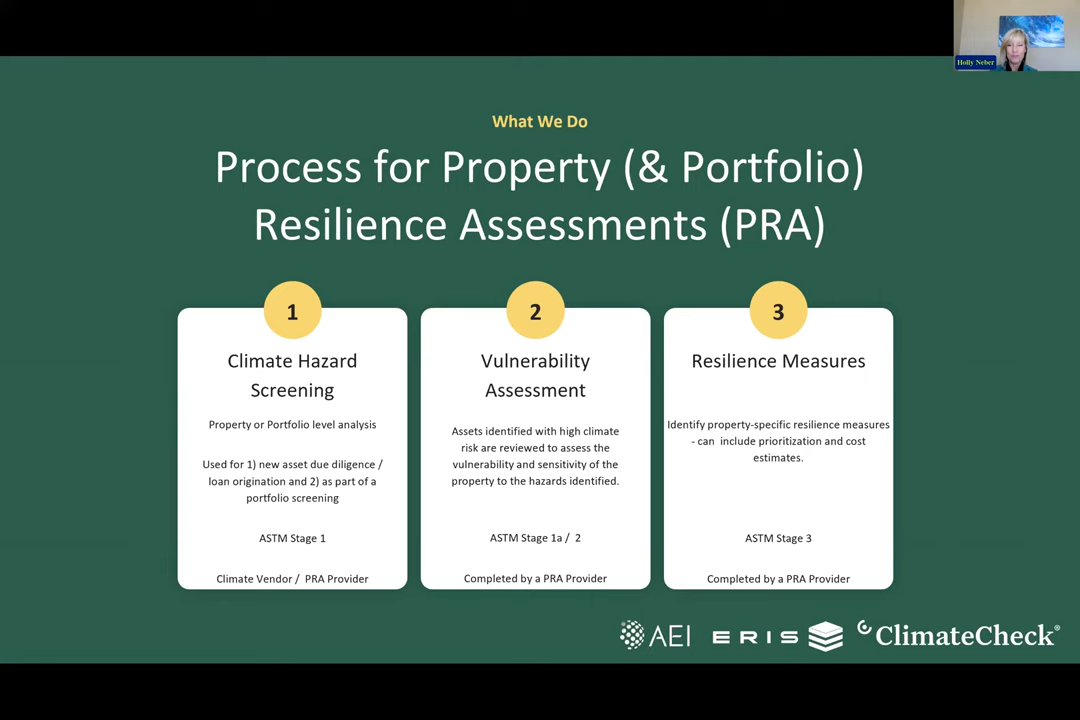 Holly Neber
What We Do
Process for Property (& Portfolio)
Resilience Assessments (PRA)
1
Climate Hazard
Screening
Property or Portfolio level analysis
Used for 1) new asset due diligence /
loan origination and 2) as part of a
portfolio screening
ASTM Stage 1
Climate Vendor / PRA Provider
2
Vulnerability
Assessment
Assets identified with high climate
risk are reviewed to assess the
vulnerability and sensitivity of the
property to the hazards identified.
ASTM Stage 1a / 2
Completed by a PRA Provider
3
Resilience Measures
Identify property-specific resilience measures
- can include prioritization and cost
estimates.
ASTM Stage 3
Completed by a PRA Provider
AEI
ERIS
ClimateCheck®